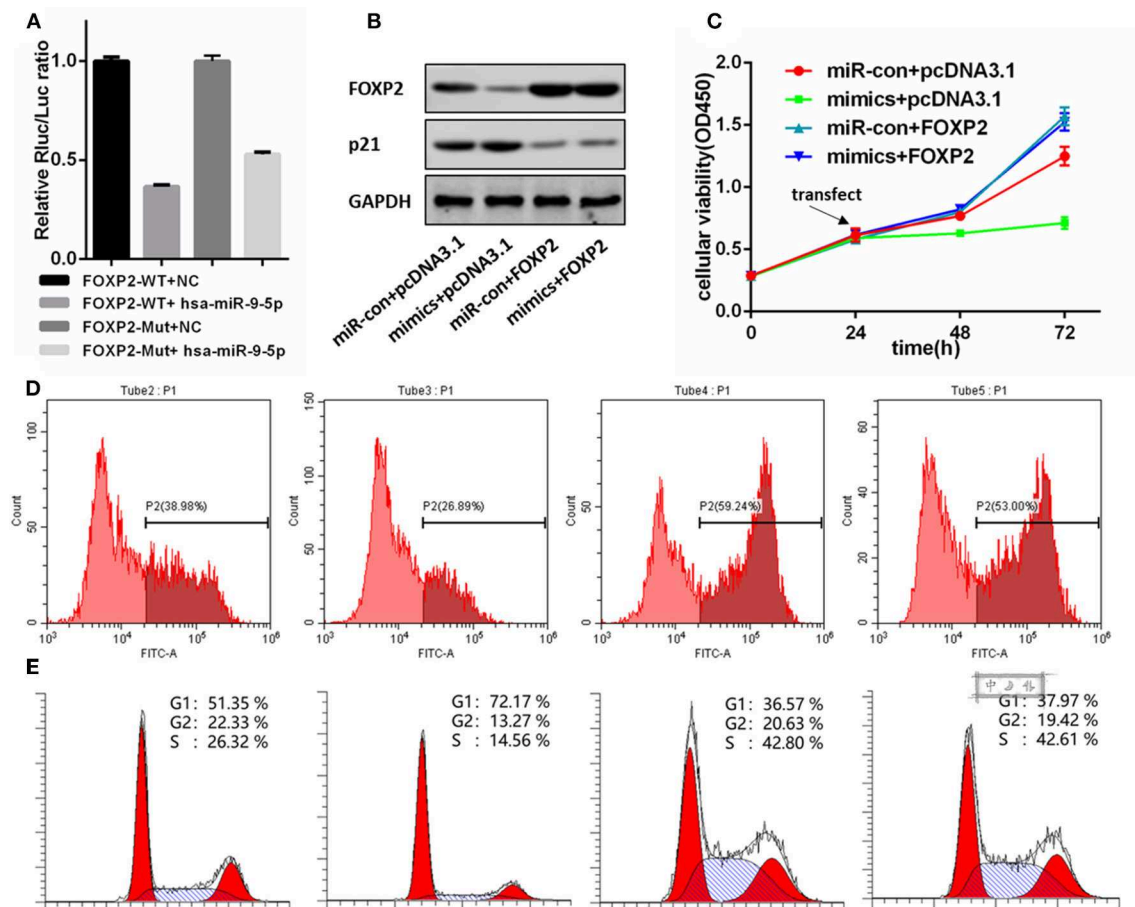 A
Relative Rluc/Luc ratio
1.0
0.5
0.0
FOXP2-WT+NC
FOXP2-WT+ hsa-miR-9-5p
FOXP2-Mut+NC
FOXP2-Mut+ hsa-miR-9-5p
B
FOXP2
p21
GAPDH
miR-con+pcDNA3.1
mimics+pcDNA3.1
miR-con+FOXP2
mimics+FOXP2
C
cellular viability(OD450)
2.0
1.5
1.0
0.5
0.0
miR-con+pcDNA3.1
mimics+pcDNA3.1
miR-con+FOXP2
mimics+FOXP2
transfect
0 24 48 72
time(h)
D
Tube2 : P1
Count
100
50
0
P2(38.98%)
10³ 10⁴ 10⁵ 10⁶
FITC-A
Tube3 : P1
Count
150
100
50
0
P2(26.89%)
10³ 10⁴ 10⁵ 10⁶
FITC-A
Tube4 : P1
Count
50
0
P2(59.24%)
10³ 10⁴ 10⁵ 10⁶
FITC-A
Tube5 : P1
Count
60
40
20
0
P2(53.00%)
10³ 10⁴ 10⁵ 10⁶
FITC-A
E
G1: 51.35 %
G2: 22.33 %
S : 26.32 %
G1: 72.17 %
G2: 13.27 %
S : 14.56 %
G1: 36.57 %
G2: 20.63 %
S : 42.80 %
中
G1: 37.97 %
G2: 19.42 %
S : 42.61 %